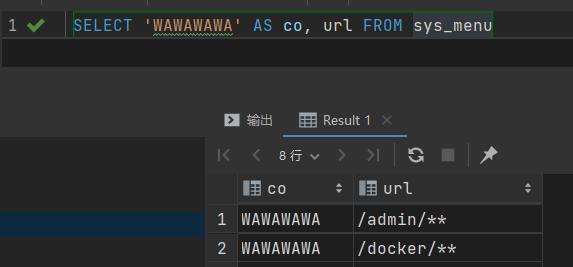 1 SELECT 'WAWAWAWA' AS co, url FROM sys_menu
输出 Result 1
8 行
co url
1 WAWAWAWA /admin/**
2 WAWAWAWA /docker/**